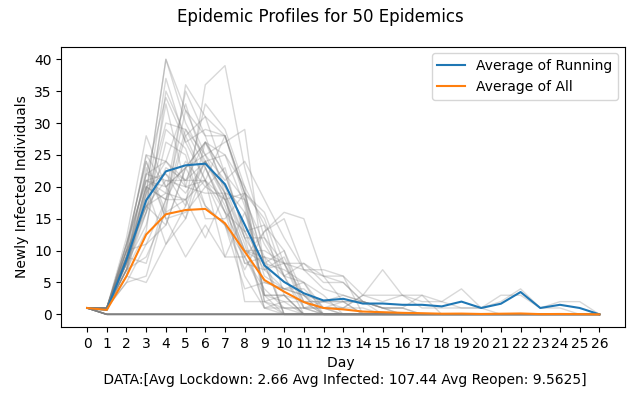 Epidemic Profiles for 50 Epidemics
Newly Infected Individuals
40
35
30
25
20
15
10
5
0
Average of Running
Average of All
0 1 2 3 4 5 6 7 8 9 10 11 12 13 14 15 16 17 18 19 20 21 22 23 24 25 26
Day
DATA:[Avg Lockdown: 2.66 Avg Infected: 107.44 Avg Reopen: 9.5625]